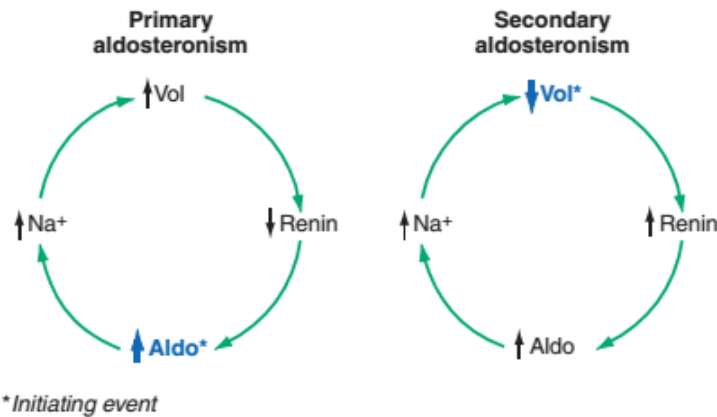 Primary
aldosteronism
↑Vol
↓ Renin
↑ Aldo*
↑Na⁺
Secondary
aldosteronism
↓Vol*
↑ Renin
↑ Aldo
↑Na⁺
*Initiating event